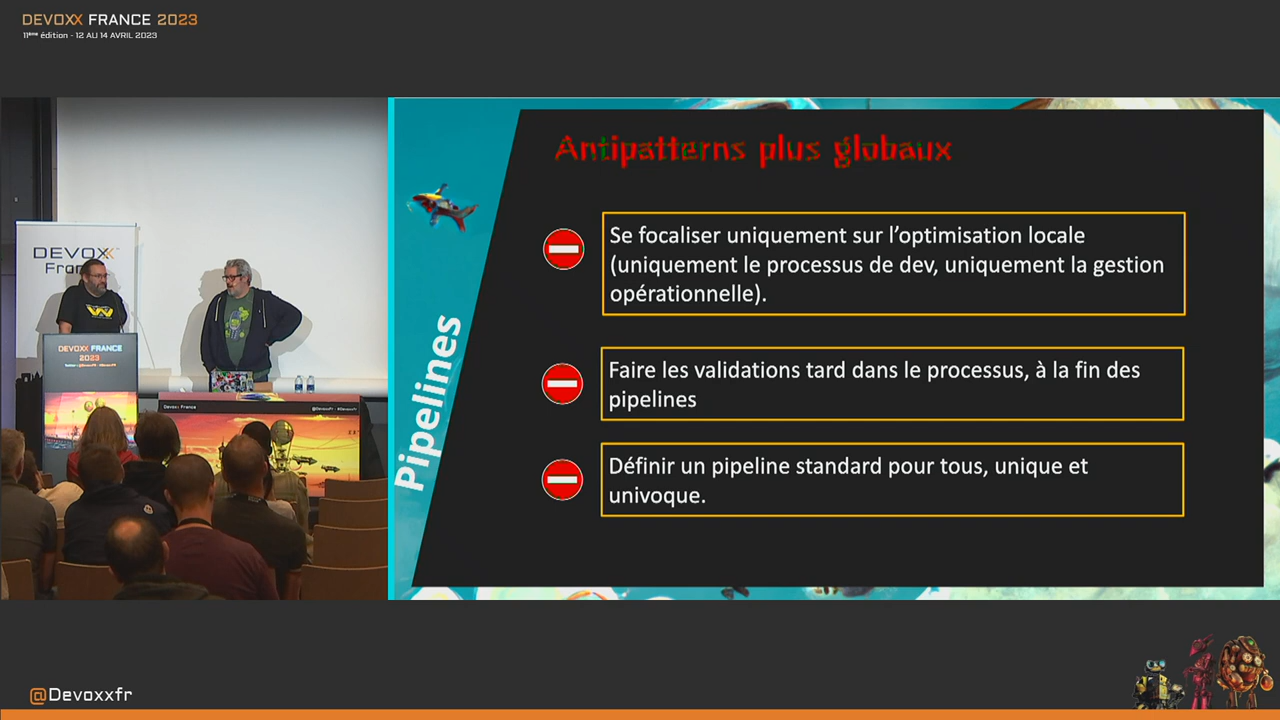 DEVOXX FRANCE 2023
11ème édition - 12 AU 14 AVRIL 2023
Antipatterns plus globaux
Se focaliser uniquement sur l’optimisation locale
(uniquement le processus de dev, uniquement la gestion
opérationnelle).
Faire les validations tard dans le processus, à la fin des
pipelines
Définir un pipeline standard pour tous, unique et
univoque.
Pipelines
DEVOXX
DEVOXX FRANCE
2023
Devoxx France
@Devoxxfr